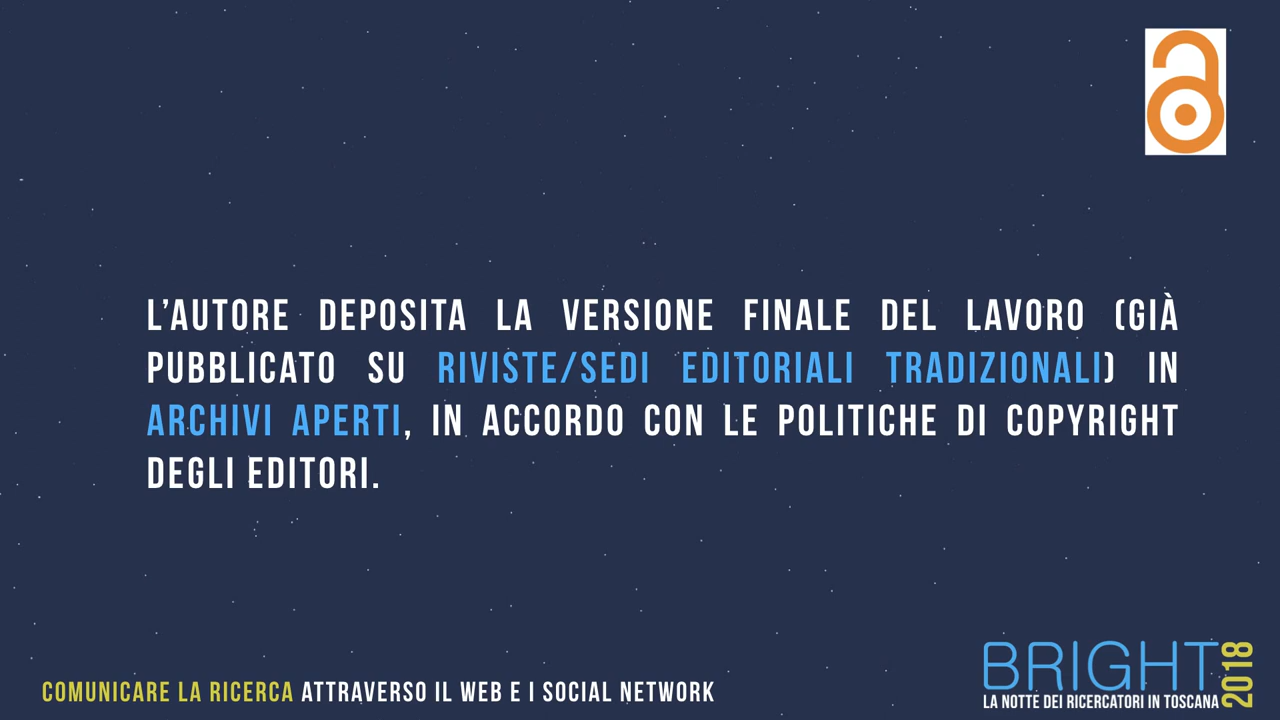 L'AUTORE DEPOSITA LA VERSIONE FINALE DEL LAVORO (GIÀ
PUBBLICATO SU RIVISTE/SEDI EDITORIALI TRADIZIONALI) IN
ARCHIVI APERTI, IN ACCORDO CON LE POLITICHE DI COPYRIGHT
DEGLI EDITORI.
COMUNICARE LA RICERCA ATTRAVERSO IL WEB E I SOCIAL NETWORK
BRIGHT
2018
LA NOTTE DEI RICERCATORI IN TOSCANA